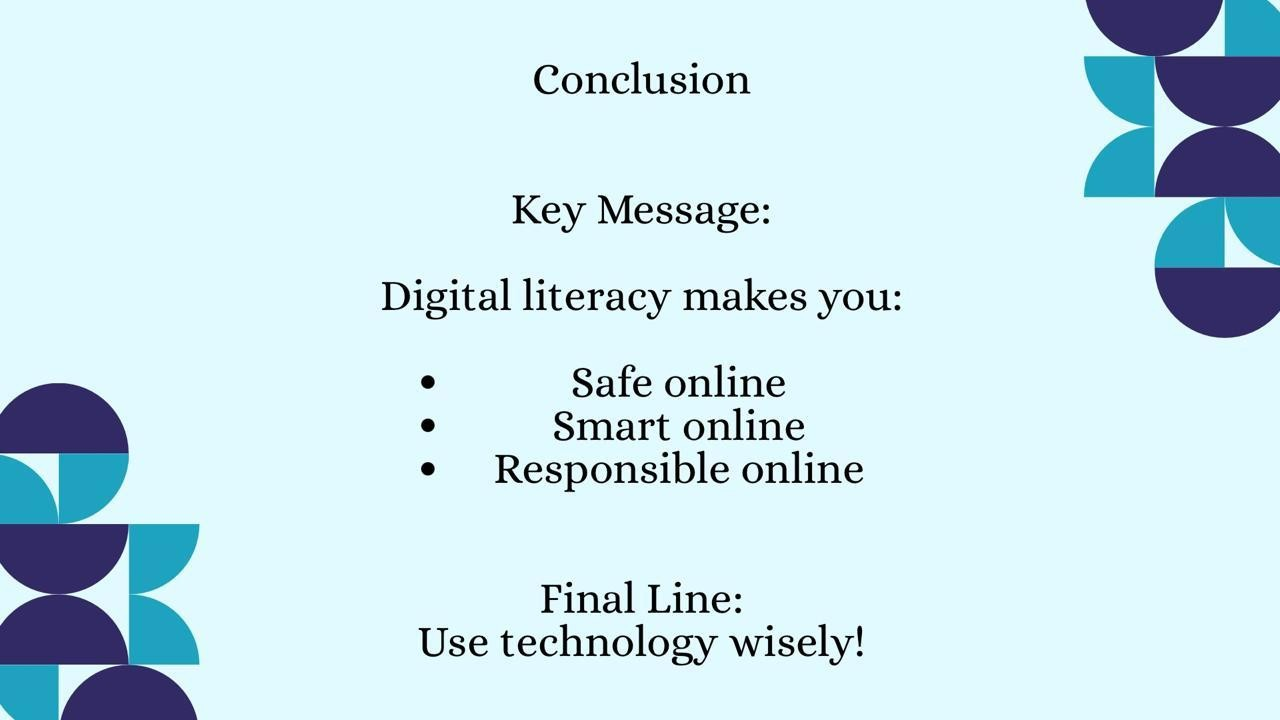 Conclusion
Key Message:
Digital literacy makes you:
• Safe online
• Smart online
• Responsible online
Final Line:
Use technology wisely!